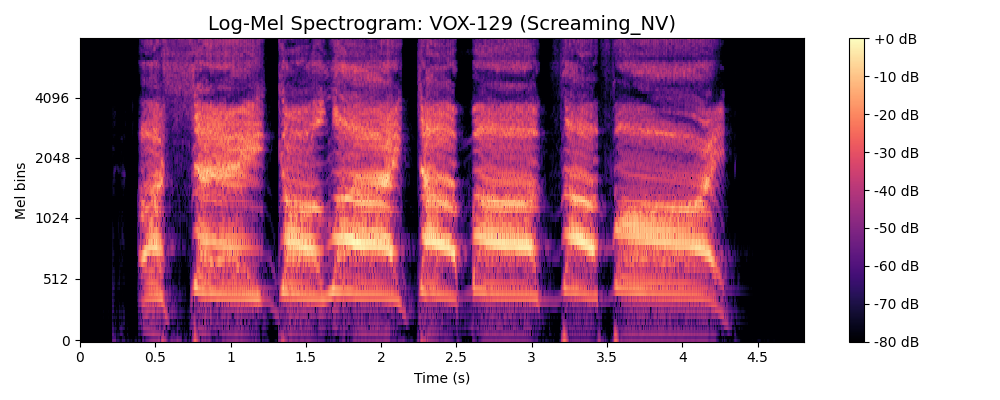 Log-Mel Spectrogram: VOX-129 (Screaming_NV)
Mel bins
4096
2048
1024
512
0
0 0.5 1 1.5 2 2.5 3 3.5 4 4.5
Time (s)
+0 dB
-10 dB
-20 dB
-30 dB
-40 dB
-50 dB
-60 dB
-70 dB
-80 dB